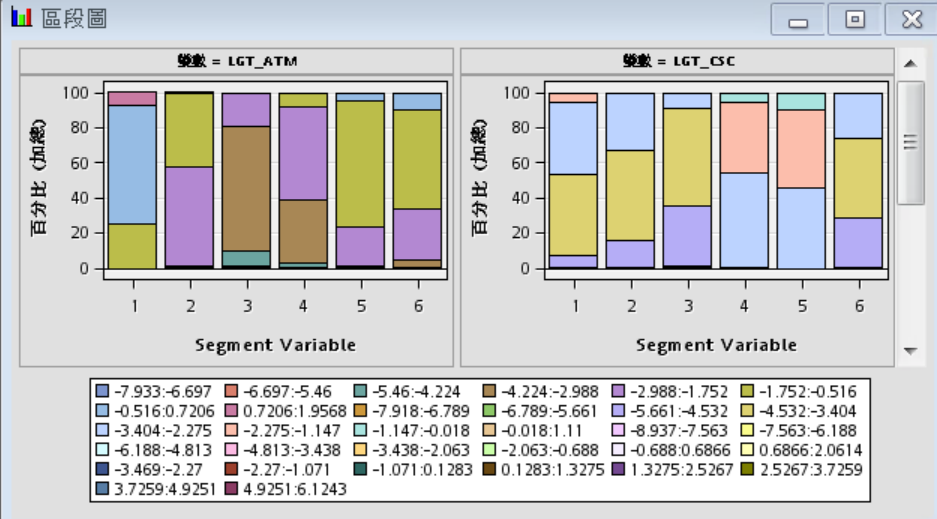 區段圖
變數 = LGT_ATM
變數 = LGT_CSC
百分比 (加總)
100
80
60
40
20
0
1 2 3 4 5 6
Segment Variable
百分比 (加總)
100
80
60
40
20
0
1 2 3 4 5 6
Segment Variable
-7.933:-6.697 -6.697:-5.46 -5.46:-4.224 -4.224:-2.988 -2.988:-1.752 -1.752:-0.516
-0.516:0.7206 0.7206:1.9568 -7.918:-6.789 -6.789:-5.661 -5.661:-4.532 -4.532:-3.404
-3.404:-2.275 -2.275:-1.147 -1.147:-0.018 -0.018:1.11 -8.937:-7.563 -7.563:-6.188
-6.188:-4.813 -4.813:-3.438 -3.438:-2.063 -2.063:-0.688 -0.688:0.6866 0.6866:2.0614
-3.469:-2.27 -2.27:-1.071 -1.071:0.1283 0.1283:1.3275 1.3275:2.5267 2.5267:3.7259
3.7259:4.9251 4.9251:6.1243